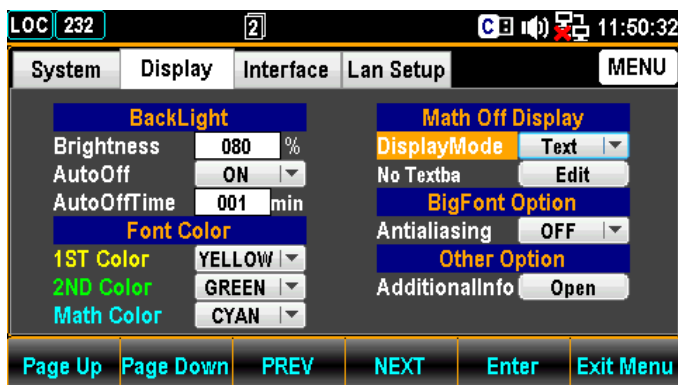 LOC 232 2 C 11:50:32
System Display Interface Lan Setup MENU
BackLight
Brightness 080 %
AutoOff ON
AutoOffTime 001 min
Font Color
1ST Color YELLOW
2ND Color GREEN
Math Color CYAN
Math Off Display
DisplayMode Text
No Textba Edit
BigFont Option
Antialiasing OFF
Other Option
AdditionalInfo Open
Page Up Page Down PREV NEXT Enter Exit Menu